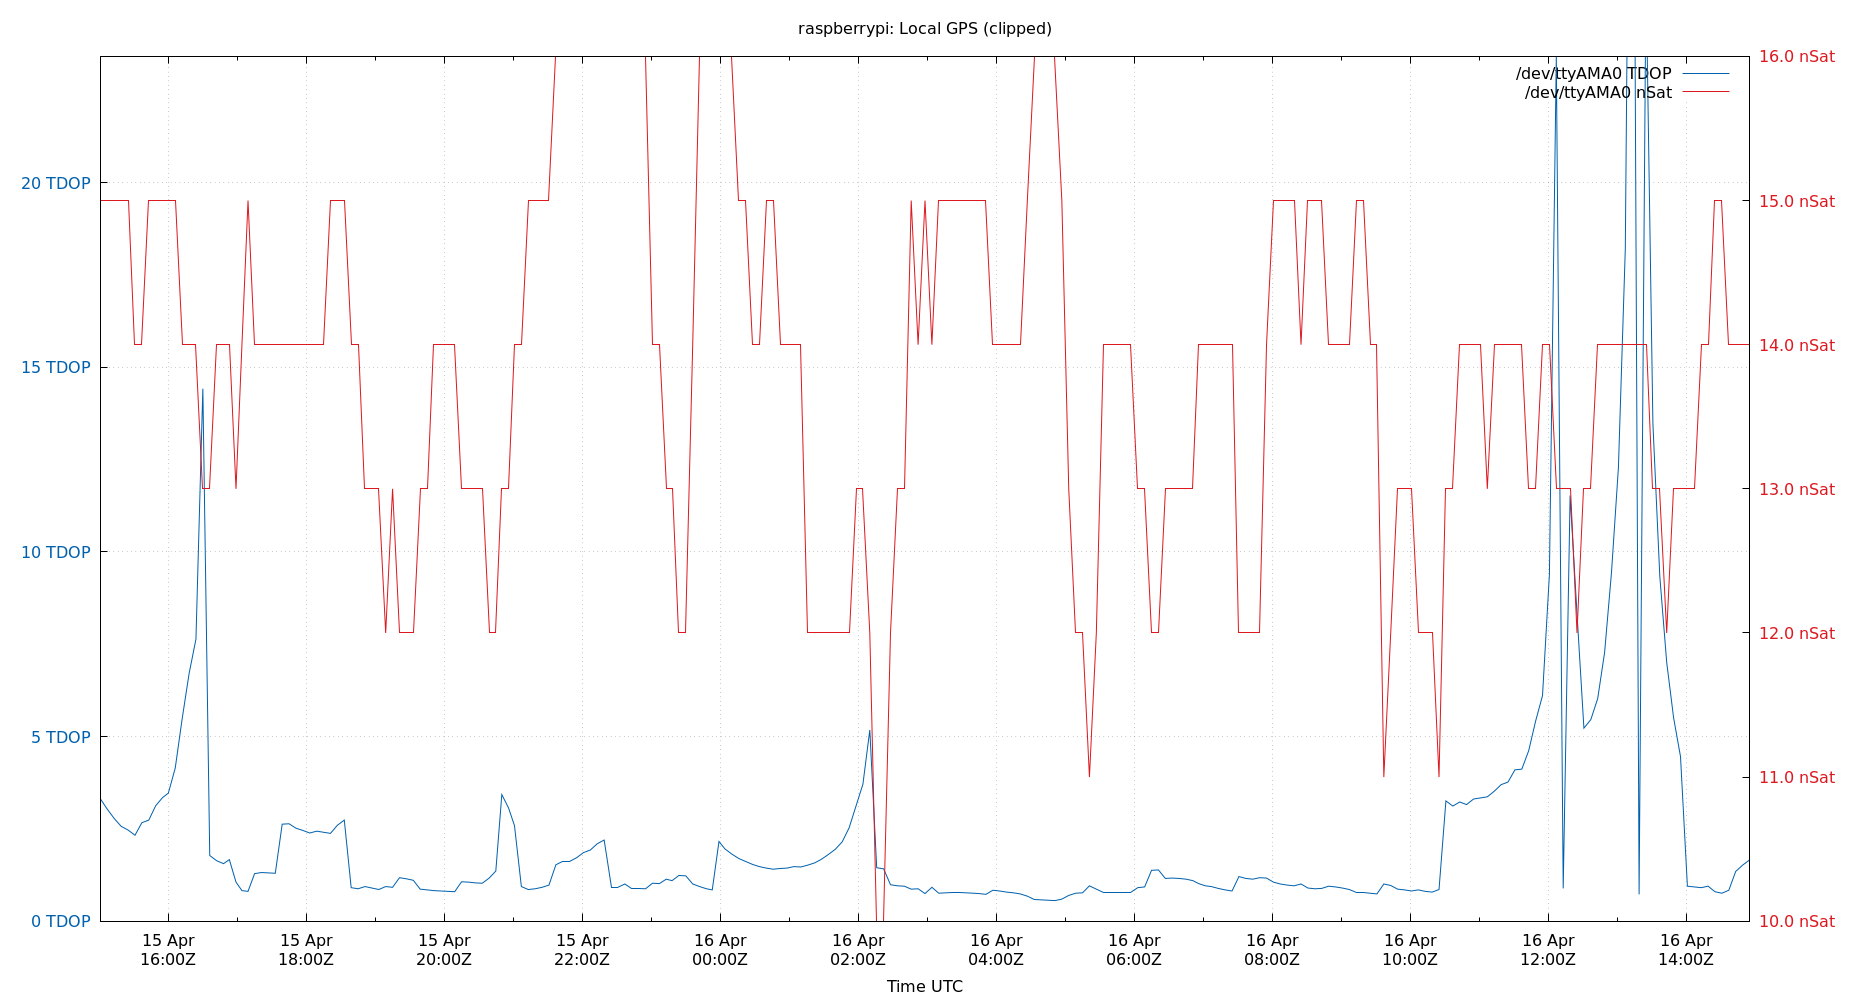 raspberrypi: Local GPS (clipped)
16.0 nSat
/dev/ttyAMA0 TDOP
/dev/ttyAMA0 nSat
20 TDOP
15.0 nSat
15 TDOP
14.0 nSat
13.0 nSat
10 TDOP
12.0 nSat
5 TDOP
11.0 nSat
0 TDOP
10.0 nSat
15 Apr 15 Apr 15 Apr 15 Apr 16 Apr 16 Apr 16 Apr 16 Apr 16 Apr 16 Apr 16 Apr 16 Apr
16:00Z 18:00Z 20:00Z 22:00Z 00:00Z 02:00Z 04:00Z 06:00Z 08:00Z 10:00Z 12:00Z 14:00Z
Time UTC